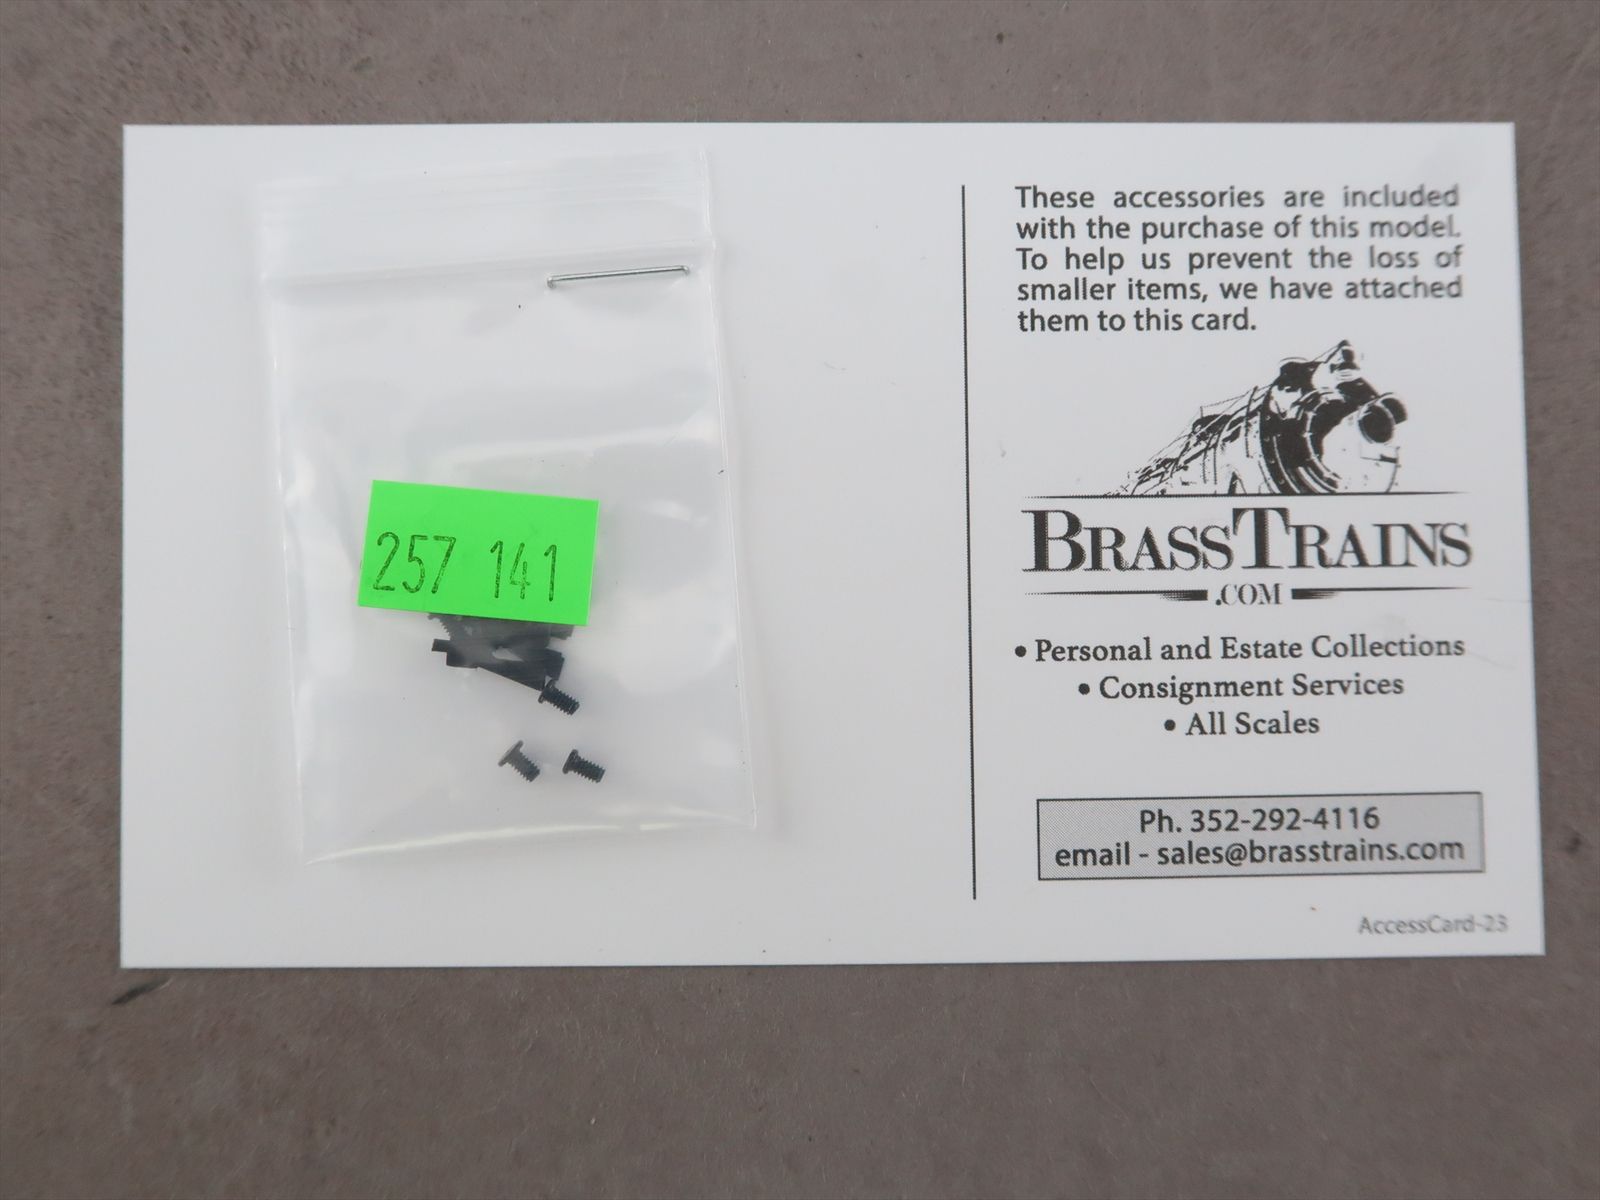 257 141
These accessories are included
with the purchase of this model.
To help us prevent the loss of
smaller items, we have attached
them to this card.
BRASSTRAINS
.COM
• Personal and Estate Collections
• Consignment Services
• All Scales
Ph. 352-292-4116
email - sales@brasstrains.com
AccessCard-23